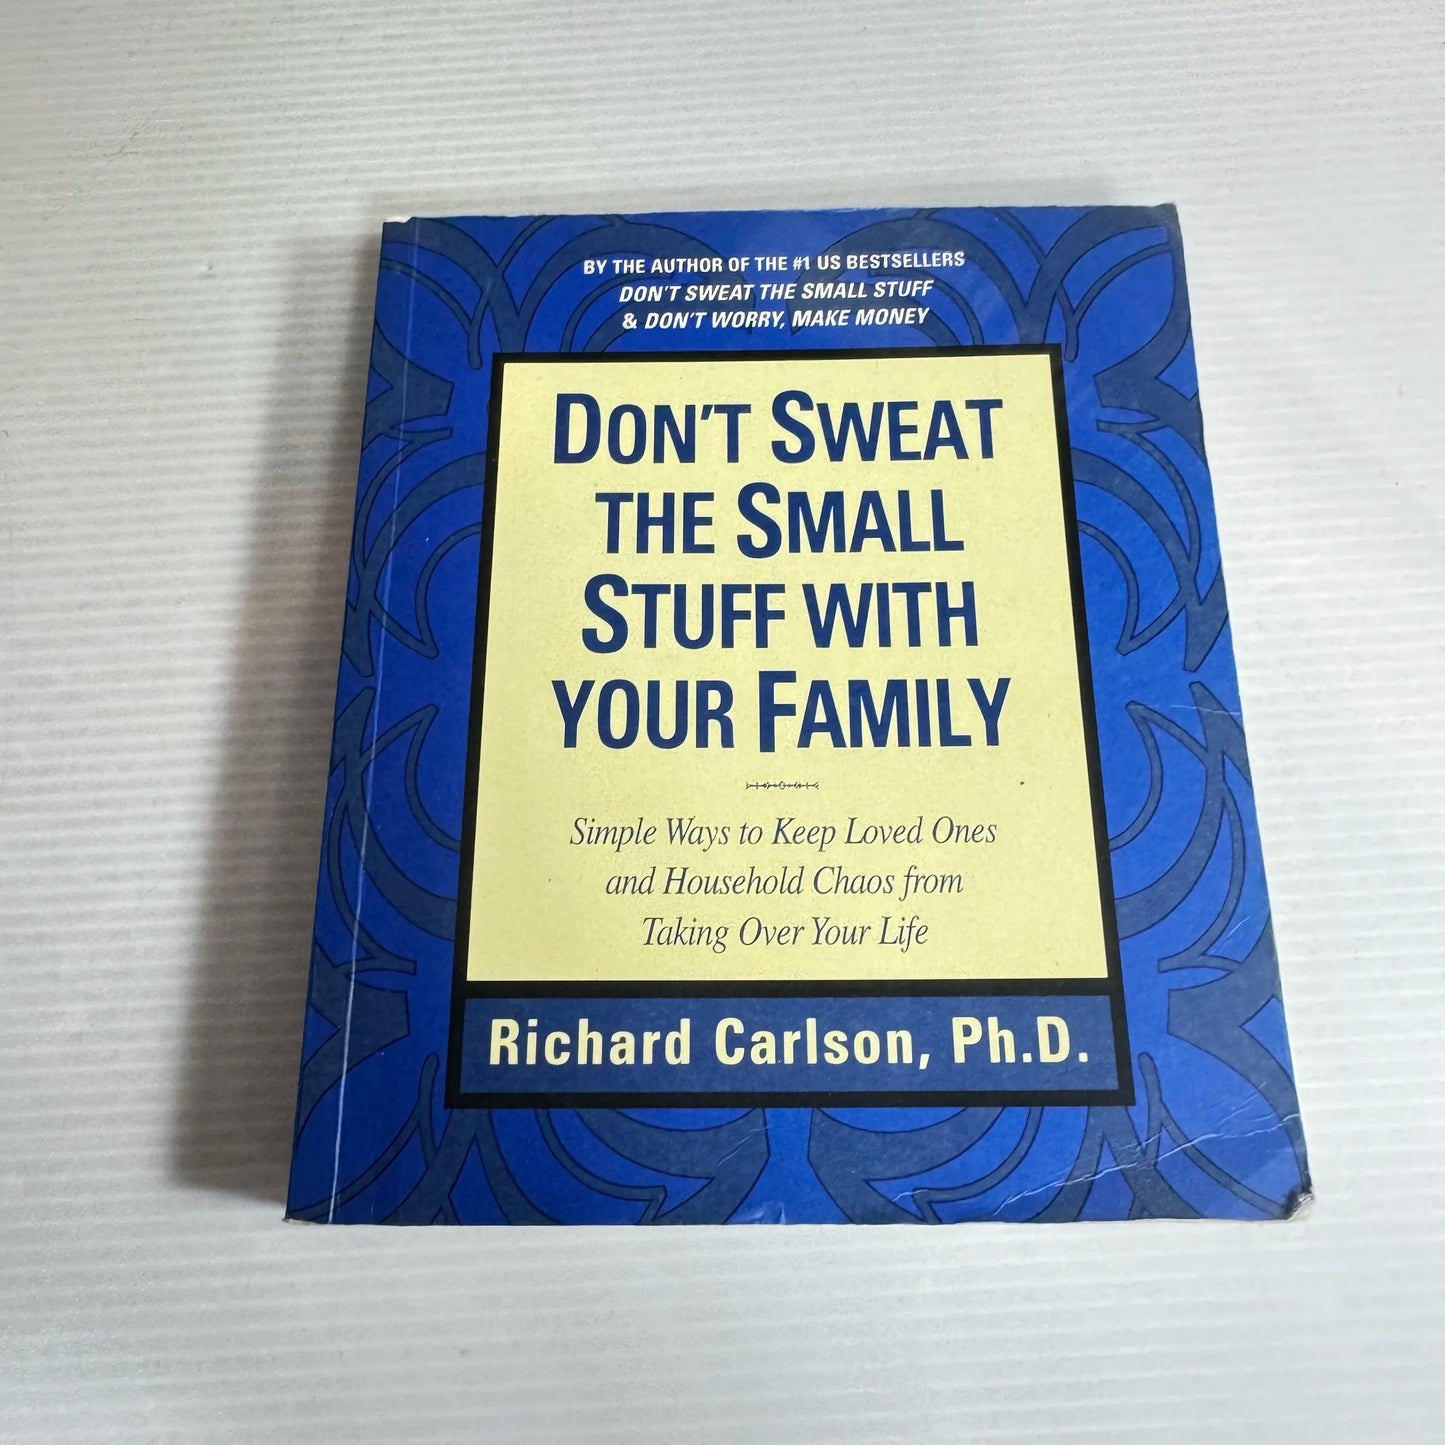 BY THE AUTHOR OF THE #1 US BESTSELLERS
DON'T SWEAT THE SMALL STUFF
& DON'T WORRY, MAKE MONEY
DON'T SWEAT
THE SMALL
STUFF WITH
YOUR FAMILY
Simple Ways to Keep Loved Ones
and Household Chaos from
Taking Over Your Life
Richard Carlson, Ph.D.